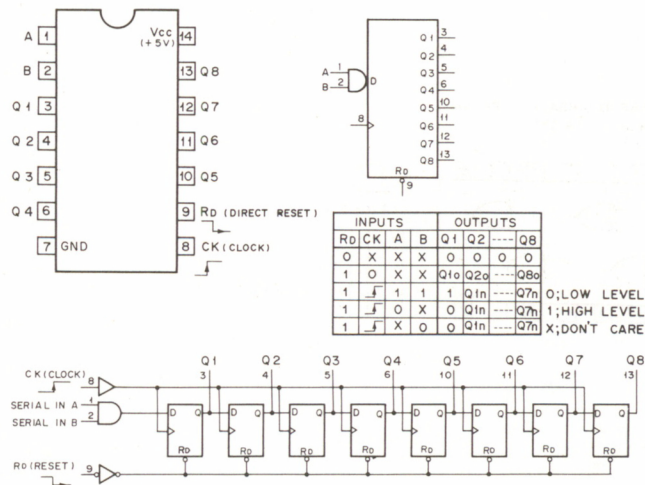 A 1
Vcc (+5V) 14
B 2
13 Q8
Q1 3
12 Q7
Q2 4
11 Q6
Q3 5
10 Q5
Q4 6
9 RD (DIRECT RESET)
7 GND
8 CK (CLOCK)
Q1 3
Q2 4
A 1
Q3 5
B 2
D
Q4 6
Q5 10
8
Q6 11
Q7 12
Q8 13
RD
9
INPUTS OUTPUTS
RD CK A B Q1 Q2 ---- Q8
0 X X X 0 0 0 0
1 0 X X Q1o Q2o ---- Q8o
1 1 1 1 Q1n ---- Q7n 0;LOW LEVEL
1 0 X 0 Q1n ---- Q7n 1;HIGH LEVEL
1 X 0 0 Q1n ---- Q7n X;DON'T CARE
Q1 Q2 Q3 Q4 Q5 Q6 Q7 Q8
CK (CLOCK) 8 3 4 5 6 10 11 12 13
SERIAL IN A 1
SERIAL IN B 2
D Q D Q D Q D Q D Q D Q D Q D Q
RD RD RD RD RD RD RD RD
RD (RESET) 9